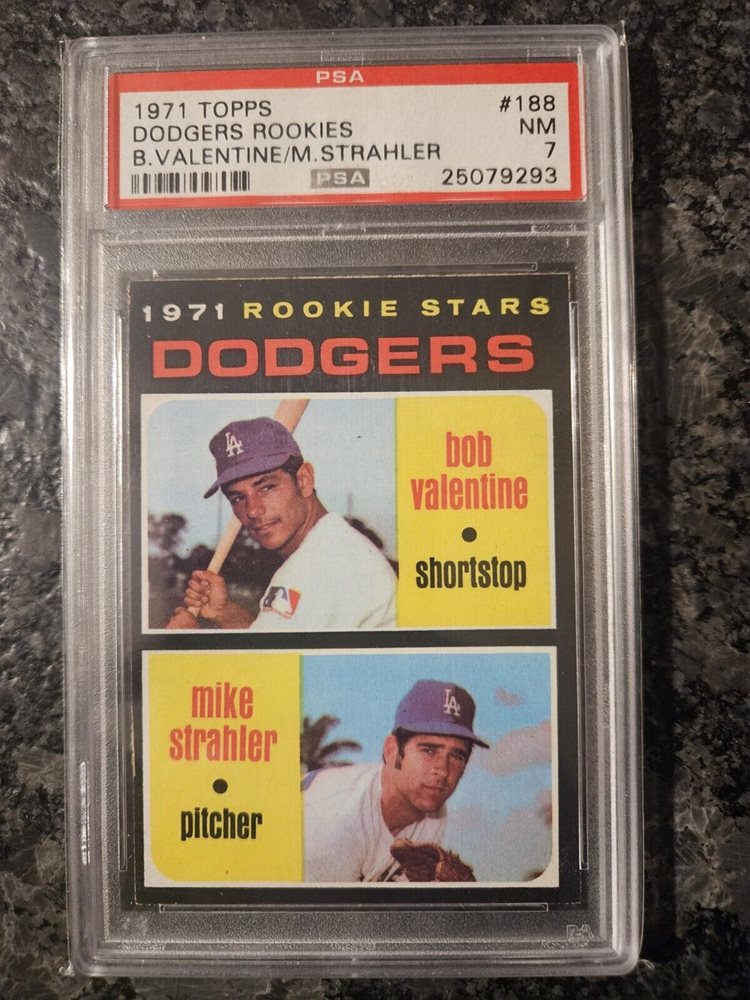 PSA
1971 TOPPS #188
DODGERS ROOKIES NM
B.VALENTINE/M.STRAHLER 7
PSA 25079293
1971 ROOKIE STARS
DODGERS
LA
bob
valentine
shortstop
LA
mike
strahler
pitcher